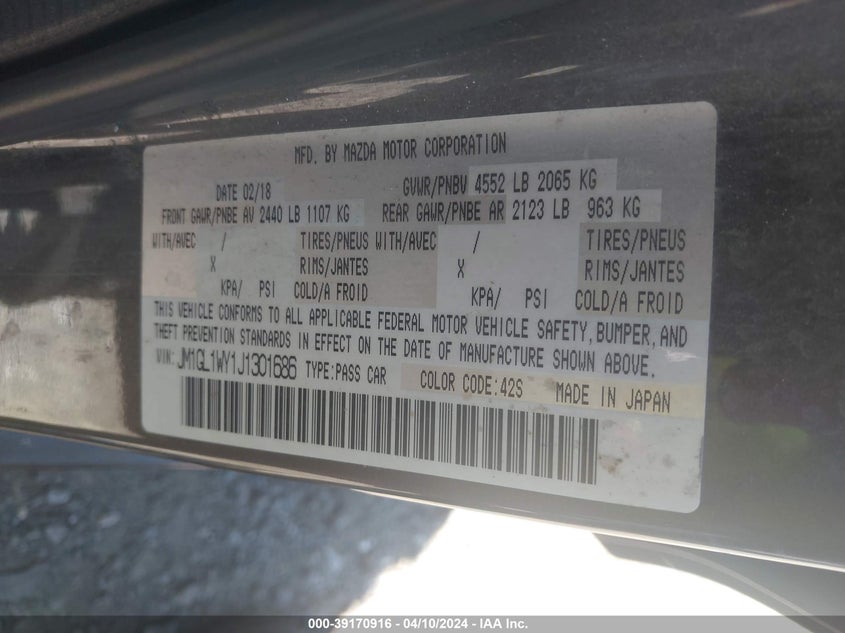 MFD. BY MAZDA MOTOR CORPORATION
DATE 02/18 GVWR/PNBV 4552 LB 2065 KG
FRONT GAWR/PNBE AV 2440 LB 1107 KG REAR GAWR/PNBE AR 2123 LB 963 KG
WITH/AVEC / TIRES/PNEUS WITH/AVEC / TIRES/PNEUS
X RIMS/JANTES X RIMS/JANTES
KPA/ PSI COLD/A FROID KPA/ PSI COLD/A FROID
THIS VEHICLE CONFORMS TO ALL APPLICABLE FEDERAL MOTOR VEHICLE SAFETY, BUMPER, AND
THEFT PREVENTION STANDARDS IN EFFECT ON THE DATE OF MANUFACTURE SHOWN ABOVE.
VIN: JM1GL1WY1J1301686 TYPE:PASS CAR COLOR CODE:42S MADE IN JAPAN
000-39170916 - 04/10/2024 - IAA Inc.